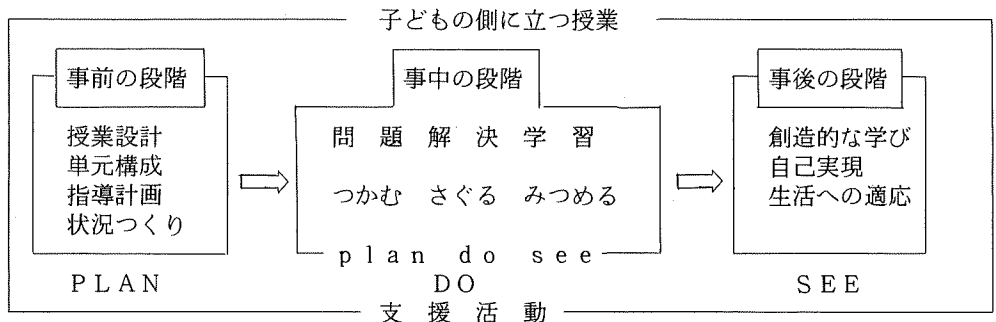 子どもの側に立つ授業
事前の段階
授業設計
単元構成
指導計画
状況つくり
PLAN
事中の段階
問題解決学習
つかむ さぐる みつめる
plan do see
DO
事後の段階
創造的な学び
自己実現
生活への適応
SEE
支援活動